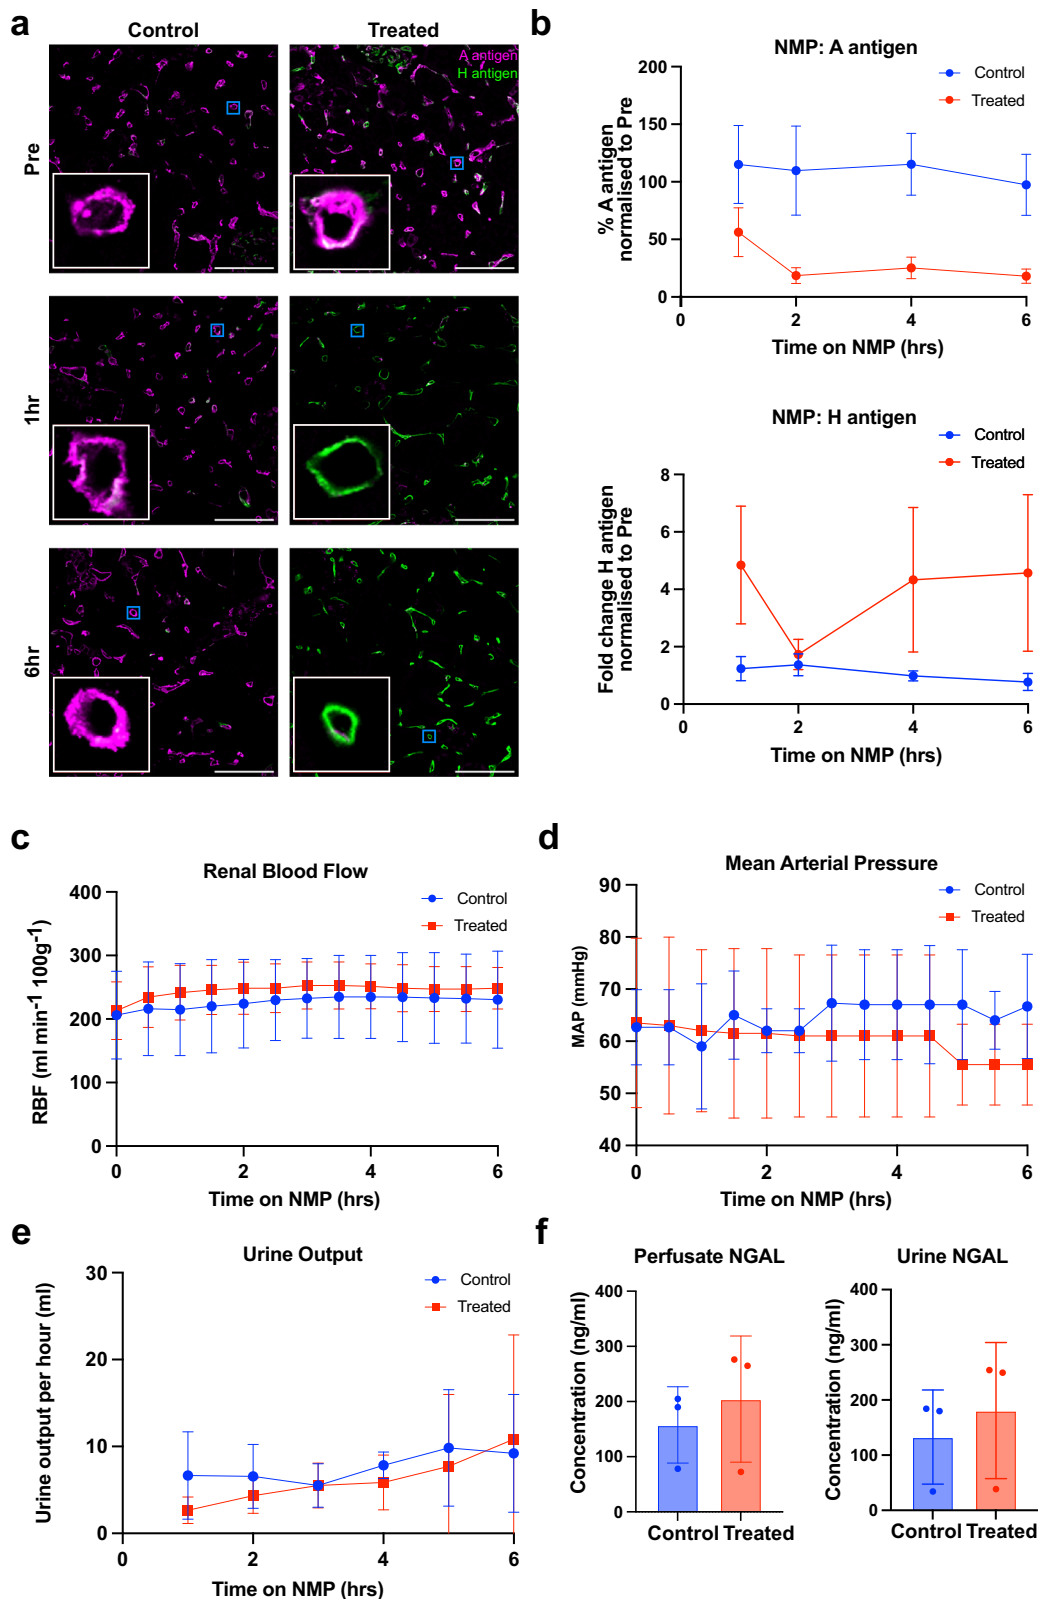 a
Control
Treated
A antigen
H antigen
Pre
1hr
6hr
b
NMP: A antigen
Control
Treated
% A antigen
normalised to Pre
200
150
100
50
0
0 2 4 6
Time on NMP (hrs)
NMP: H antigen
Control
Treated
Fold change H antigen
normalised to Pre
8
6
4
2
0
0 2 4 6
Time on NMP (hrs)
c
Renal Blood Flow
Control
Treated
RBF (ml min⁻¹ 100g⁻¹)
400
300
200
100
0
0 2 4 6
Time on NMP (hrs)
d
Mean Arterial Pressure
Control
Treated
MAP (mmHg)
90
80
70
60
50
40
0 2 4 6
Time on NMP (hrs)
e
Urine Output
Control
Treated
Urine output per hour (ml)
30
20
10
0
0 2 4 6
Time on NMP (hrs)
f
Perfusate NGAL
Concentration (ng/ml)
400
300
200
100
0
Control Treated
Urine NGAL
Concentration (ng/ml)
400
300
200
100
0
Control Treated